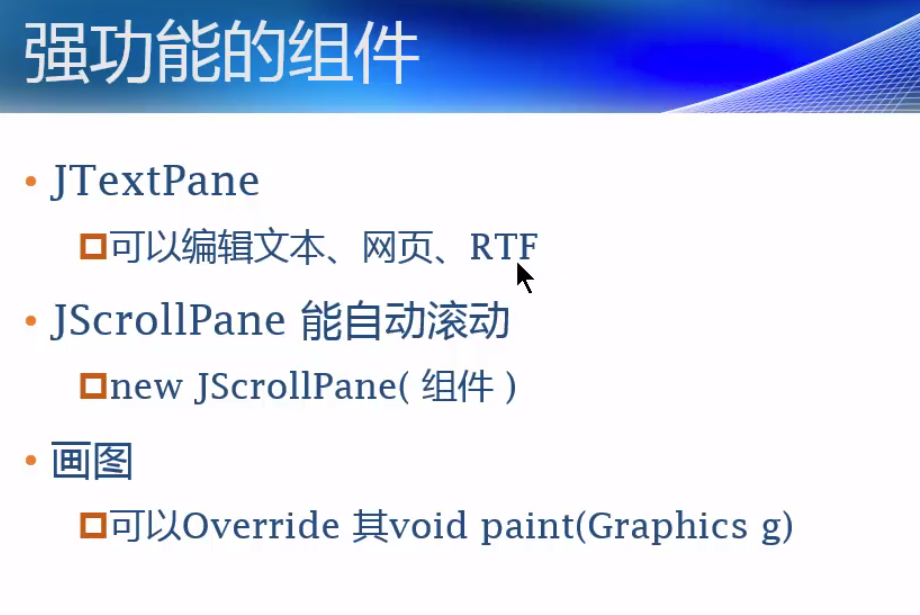 强功能的组件
JTextPane
可以编辑文本、网页、RTF
JScrollPane 能自动滚动
new JScrollPane( 组件 )
画图
可以Override 其void paint(Graphics g)